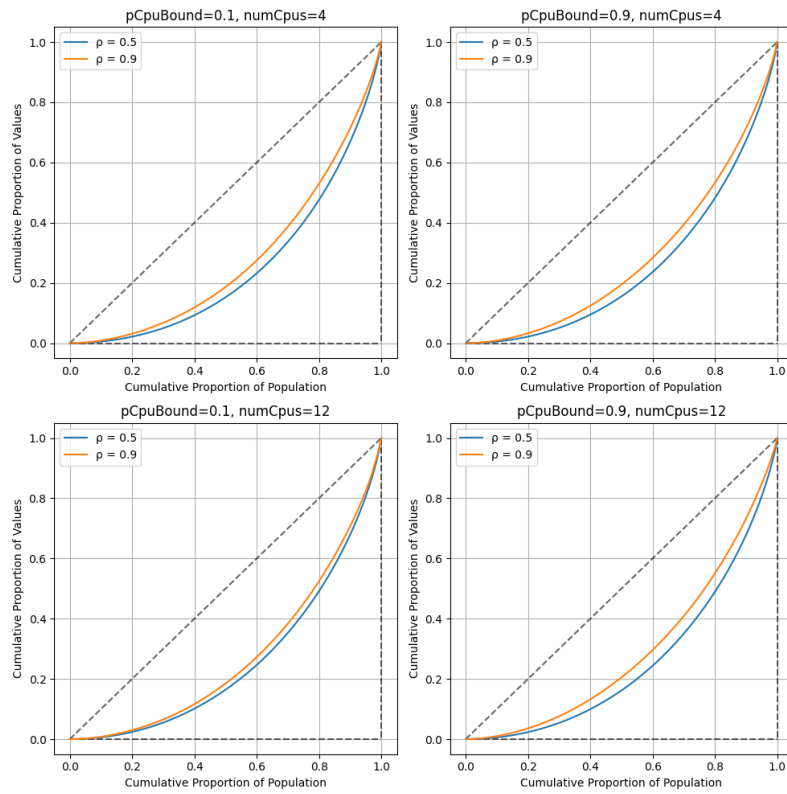 pCpuBound=0.1, numCpus=4
ρ = 0.5
ρ = 0.9
1.0
0.8
0.6
0.4
0.2
0.0
Cumulative Proportion of Values
0.0 0.2 0.4 0.6 0.8 1.0
Cumulative Proportion of Population
pCpuBound=0.9, numCpus=4
ρ = 0.5
ρ = 0.9
1.0
0.8
0.6
0.4
0.2
0.0
Cumulative Proportion of Values
0.0 0.2 0.4 0.6 0.8 1.0
Cumulative Proportion of Population
pCpuBound=0.1, numCpus=12
ρ = 0.5
ρ = 0.9
1.0
0.8
0.6
0.4
0.2
0.0
Cumulative Proportion of Values
0.0 0.2 0.4 0.6 0.8 1.0
Cumulative Proportion of Population
pCpuBound=0.9, numCpus=12
ρ = 0.5
ρ = 0.9
1.0
0.8
0.6
0.4
0.2
0.0
Cumulative Proportion of Values
0.0 0.2 0.4 0.6 0.8 1.0
Cumulative Proportion of Population